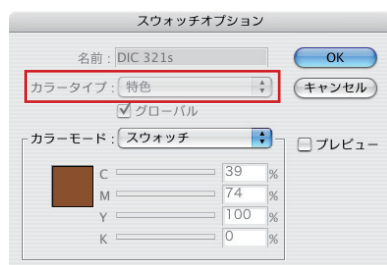 スウォッチオプション
名前 : DIC 321s
OK
カラータイプ : 特色
キャンセル
グローバル
カラーモード : スウォッチ
プレビュー
C 39 %
M 74 %
Y 100 %
K 0 %